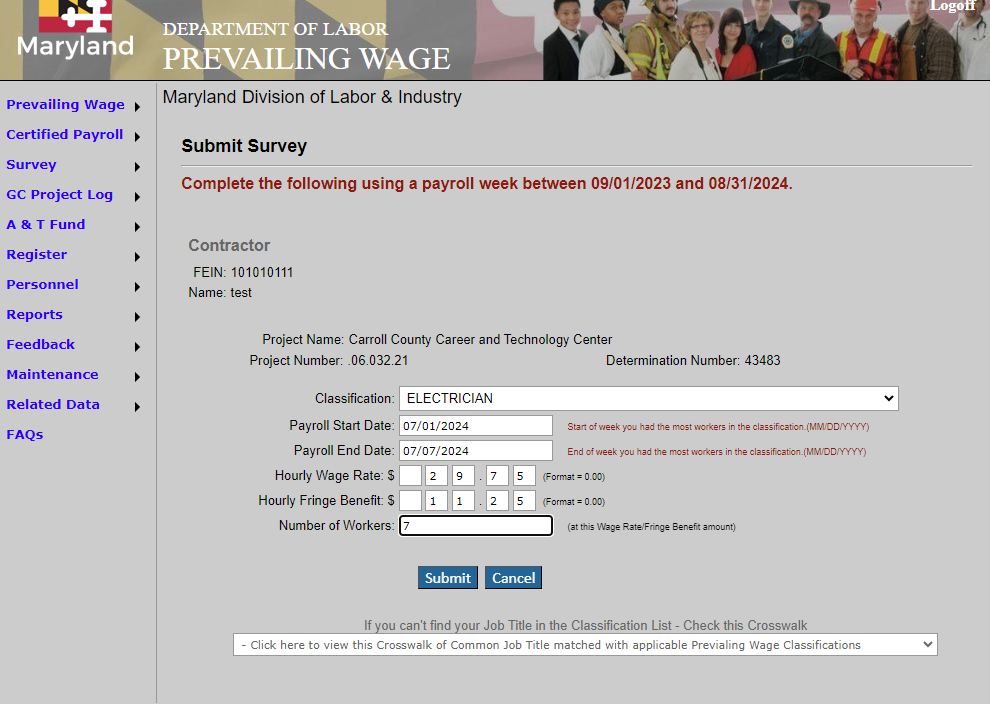 Logoff
Maryland
DEPARTMENT OF LABOR
PREVAILING WAGE
Prevailing Wage
Certified Payroll
Survey
GC Project Log
A & T Fund
Register
Personnel
Reports
Feedback
Maintenance
Related Data
FAQs
Maryland Division of Labor & Industry
Submit Survey
Complete the following using a payroll week between 09/01/2023 and 08/31/2024.
Contractor
FEIN: 101010111
Name: test
Project Name: Carroll County Career and Technology Center
Project Number: .06.032.21 Determination Number: 43483
Classification: ELECTRICIAN
Payroll Start Date: 07/01/2024 Start of week you had the most workers in the classification.(MM/DD/YYYY)
Payroll End Date: 07/07/2024 End of week you had the most workers in the classification.(MM/DD/YYYY)
Hourly Wage Rate: $ 2 9 . 7 5 (Format = 0.00)
Hourly Fringe Benefit: $ 1 1 . 2 5 (Format = 0.00)
Number of Workers: 7 (at this Wage Rate/Fringe Benefit amount)
Submit Cancel
If you can't find your Job Title in the Classification List - Check this Crosswalk
- Click here to view this Crosswalk of Common Job Title matched with applicable Previaling Wage Classifications